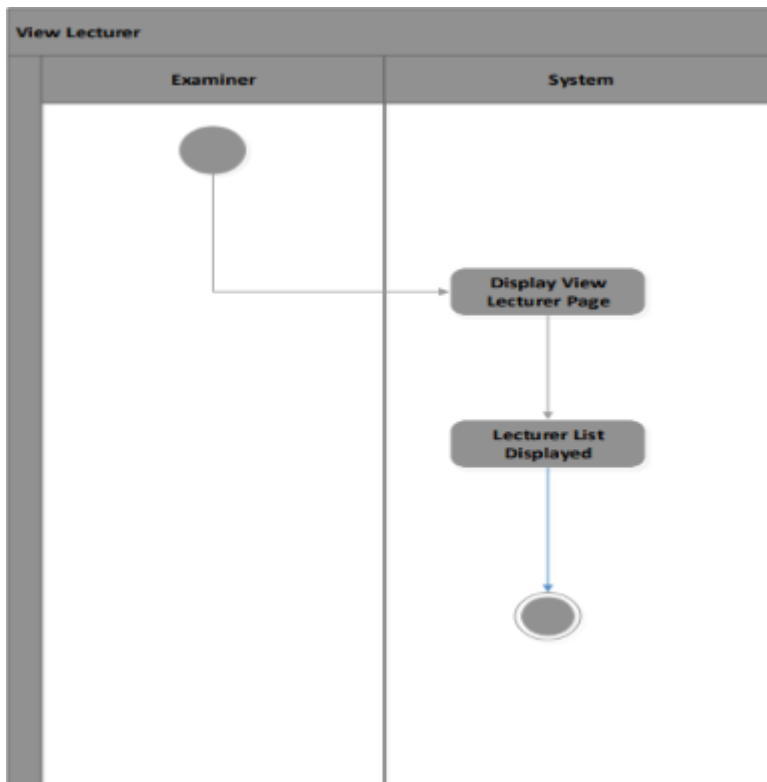 View Lecturer
Examiner
System
Display View
Lecturer Page
Lecturer List
Displayed